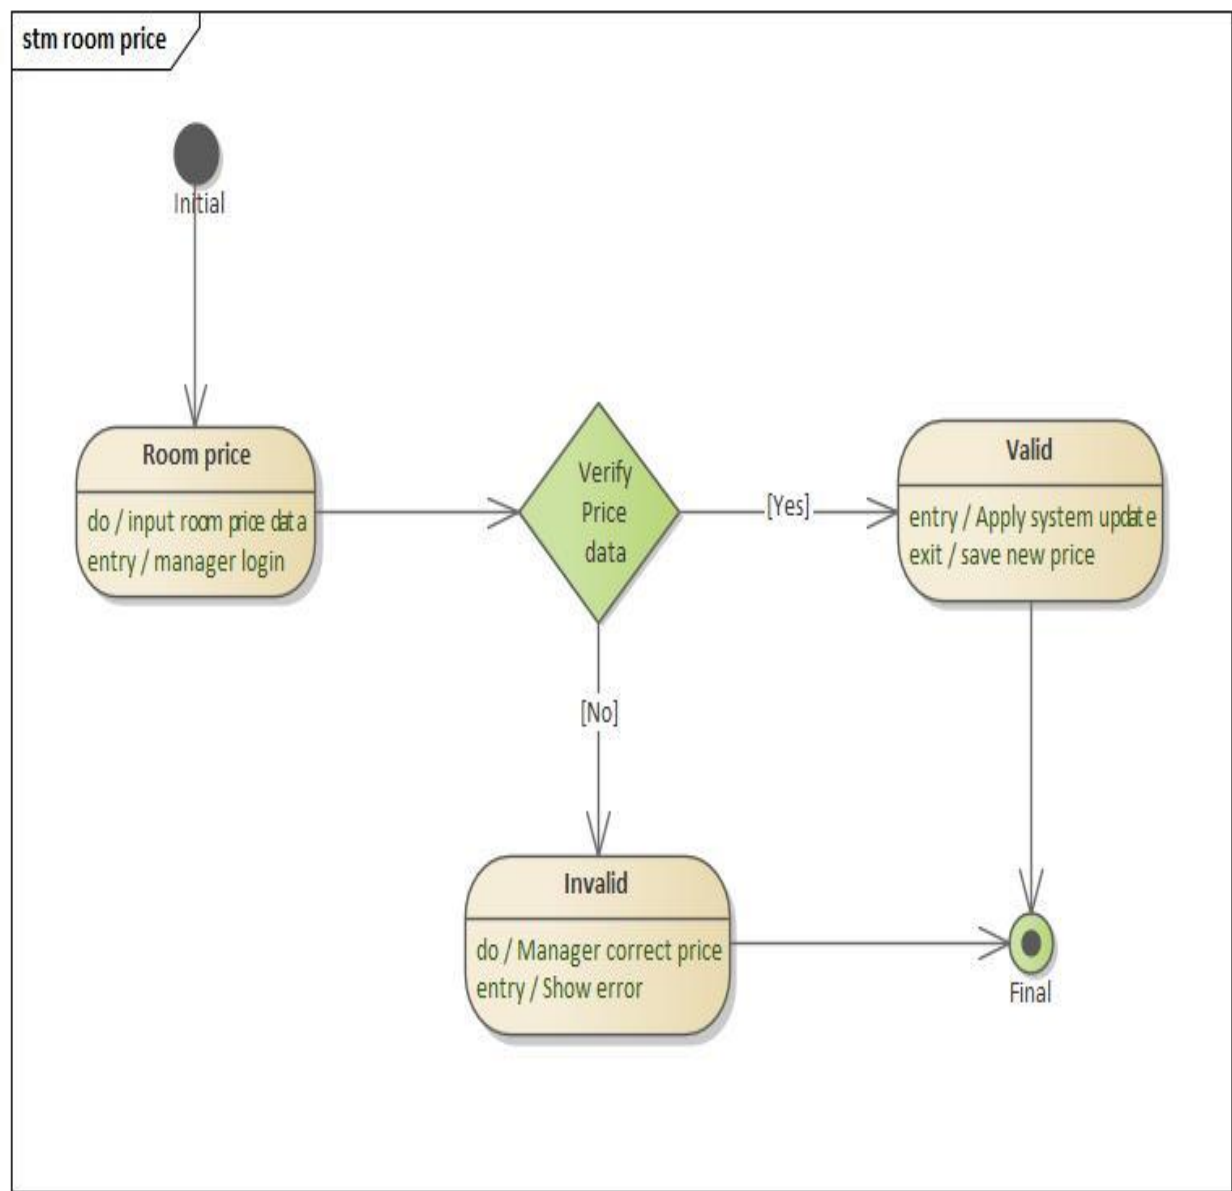 stm room price
Initial
Room price
do / input room price data
entry / manager login
Verify
Price
data
[Yes]
Valid
entry / Apply system update
exit / save new price
[No]
Invalid
do / Manager correct price
entry / Show error
Final